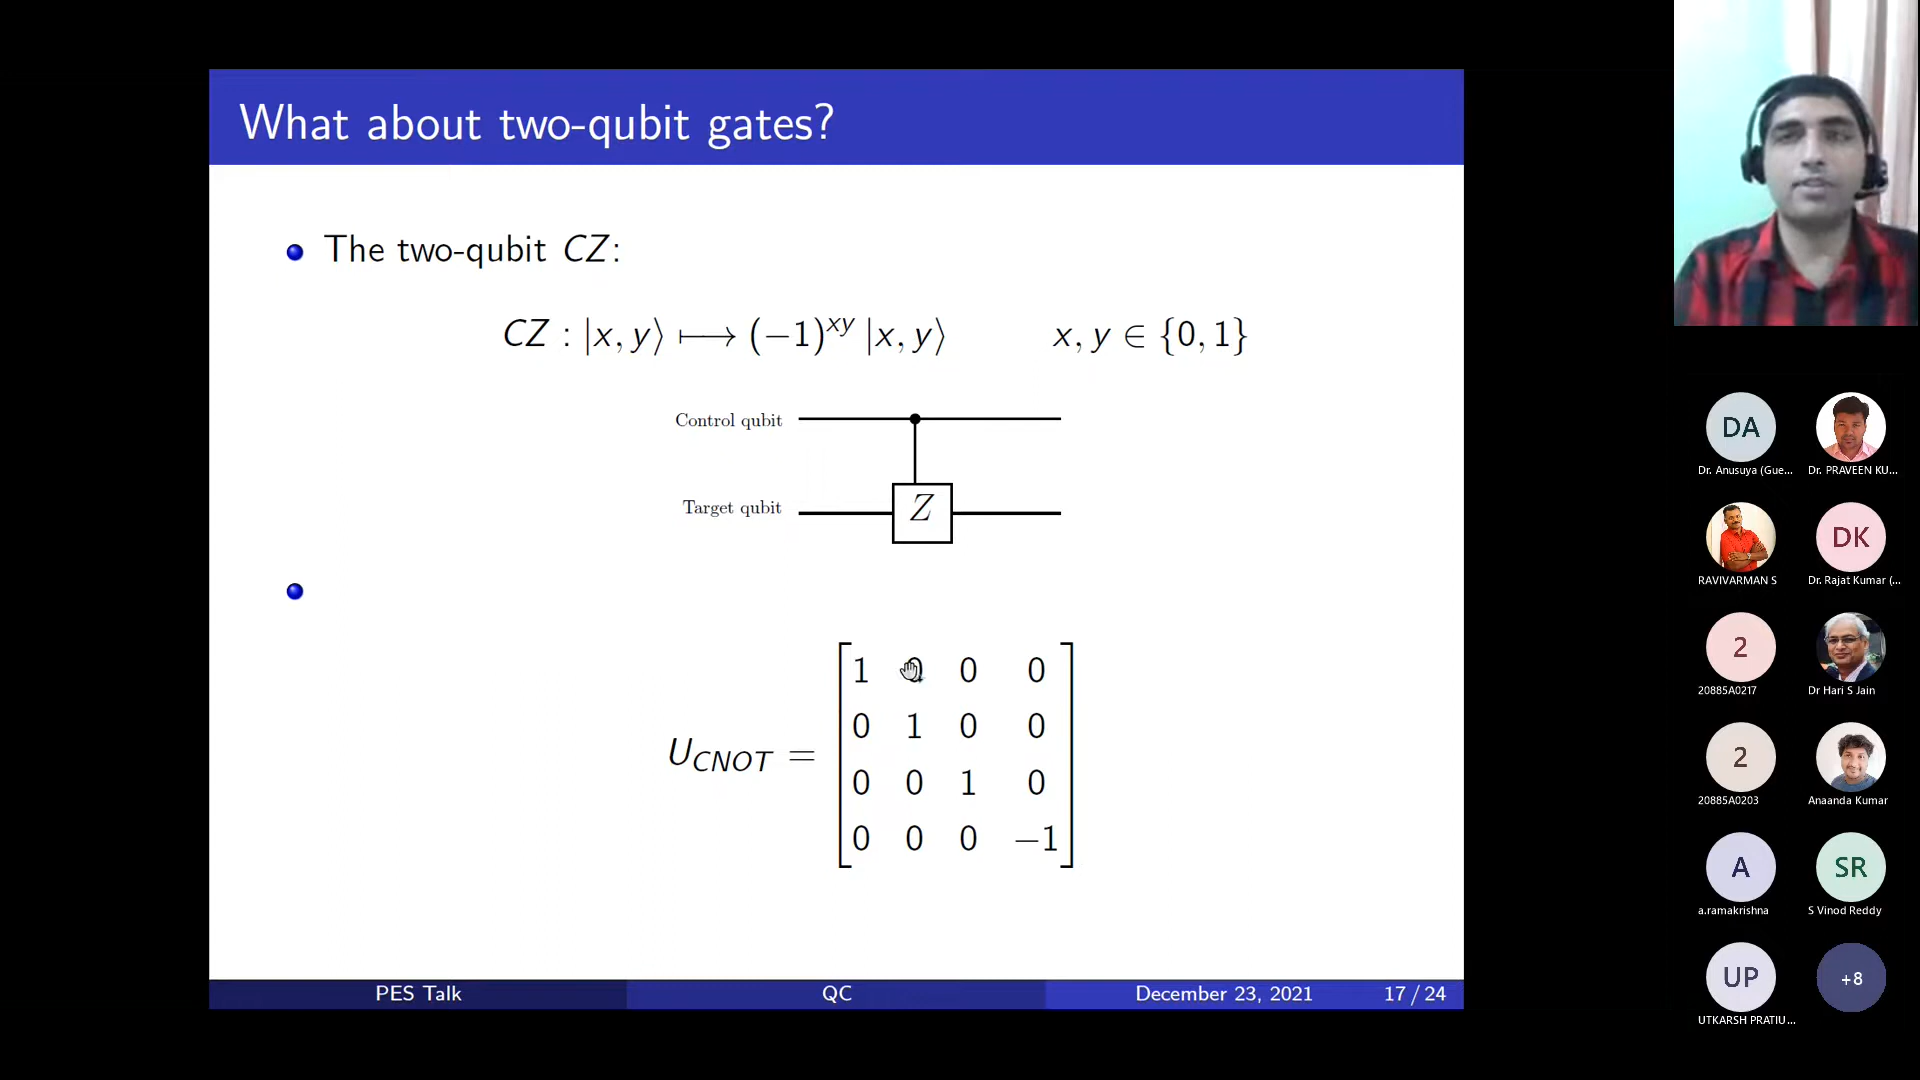 What about two-qubit gates?
The two-qubit CZ:
CZ : |x, y⟩ ⟼ (−1)^{xy} |x, y⟩ x, y ∈ {0, 1}
Control qubit
Target qubit
Z
U_{CNOT} =
1 0 0 0
0 1 0 0
0 0 1 0
0 0 0 −1
PES Talk QC December 23, 2021 17 / 24
DA
Dr. Anusuya (Gue... Dr. PRAVEEN KU...
DK
RAVIVARMAN S Dr. Rajat Kumar (...
2
20885A0217 Dr Hari S Jain
2
20885A0203 Anaanda Kumar
A SR
a.ramakrishna S Vinod Reddy
UP +8
UTKARSH PRATIU...